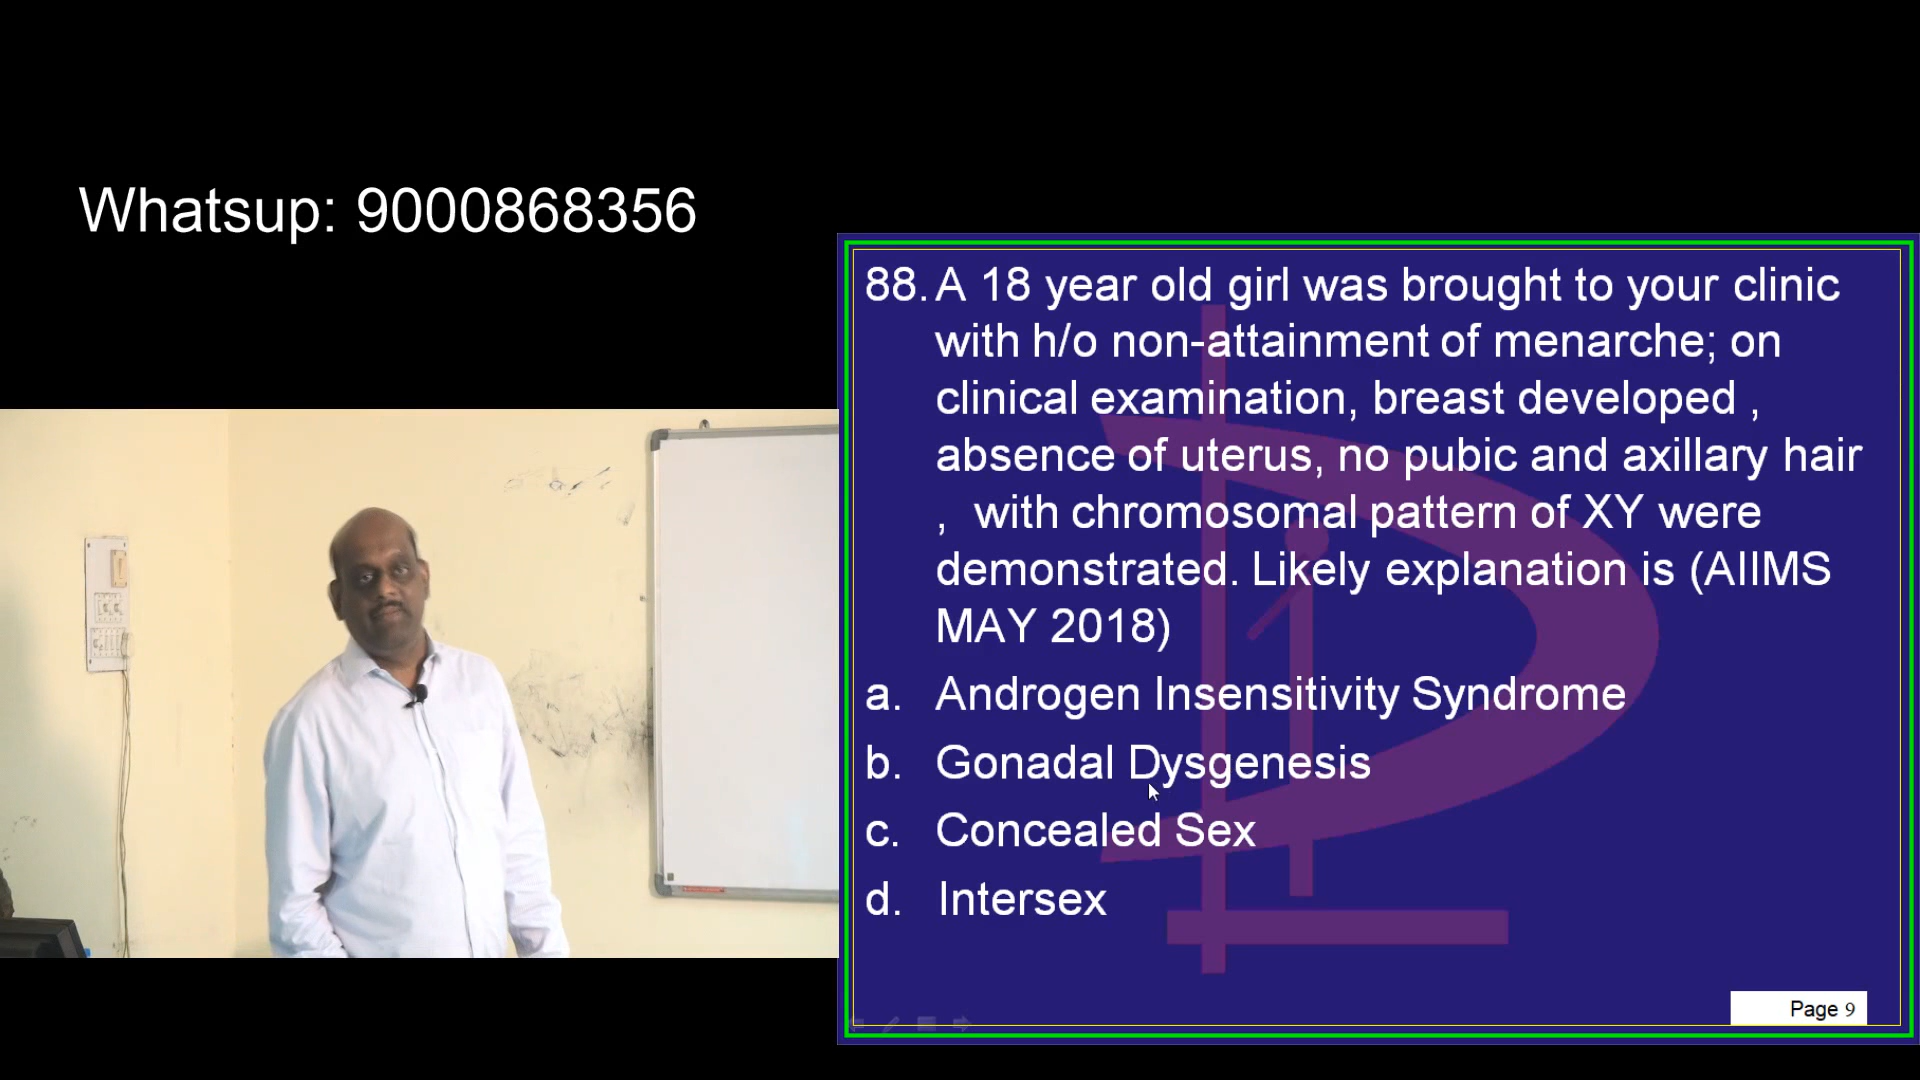 Whatsup: 9000868356
88. A 18 year old girl was brought to your clinic
with h/o non-attainment of menarche; on
clinical examination, breast developed ,
absence of uterus, no pubic and axillary hair
, with chromosomal pattern of XY were
demonstrated. Likely explanation is (AIIMS
MAY 2018)
a. Androgen Insensitivity Syndrome
b. Gonadal Dysgenesis
c. Concealed Sex
d. Intersex
Page 9